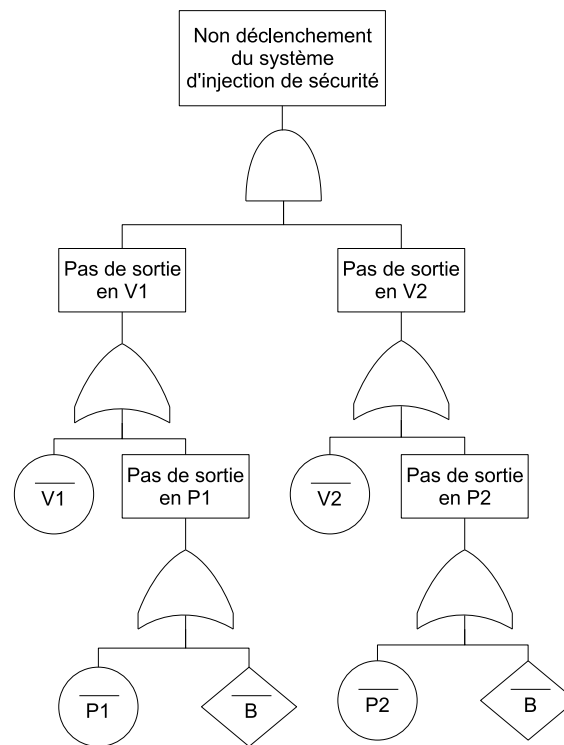 Non déclenchement
du système
d'injection de sécurité
Pas de sortie
en V1
Pas de sortie
en V2
V1
Pas de sortie
en P1
V2
Pas de sortie
en P2
P1
B
P2
B